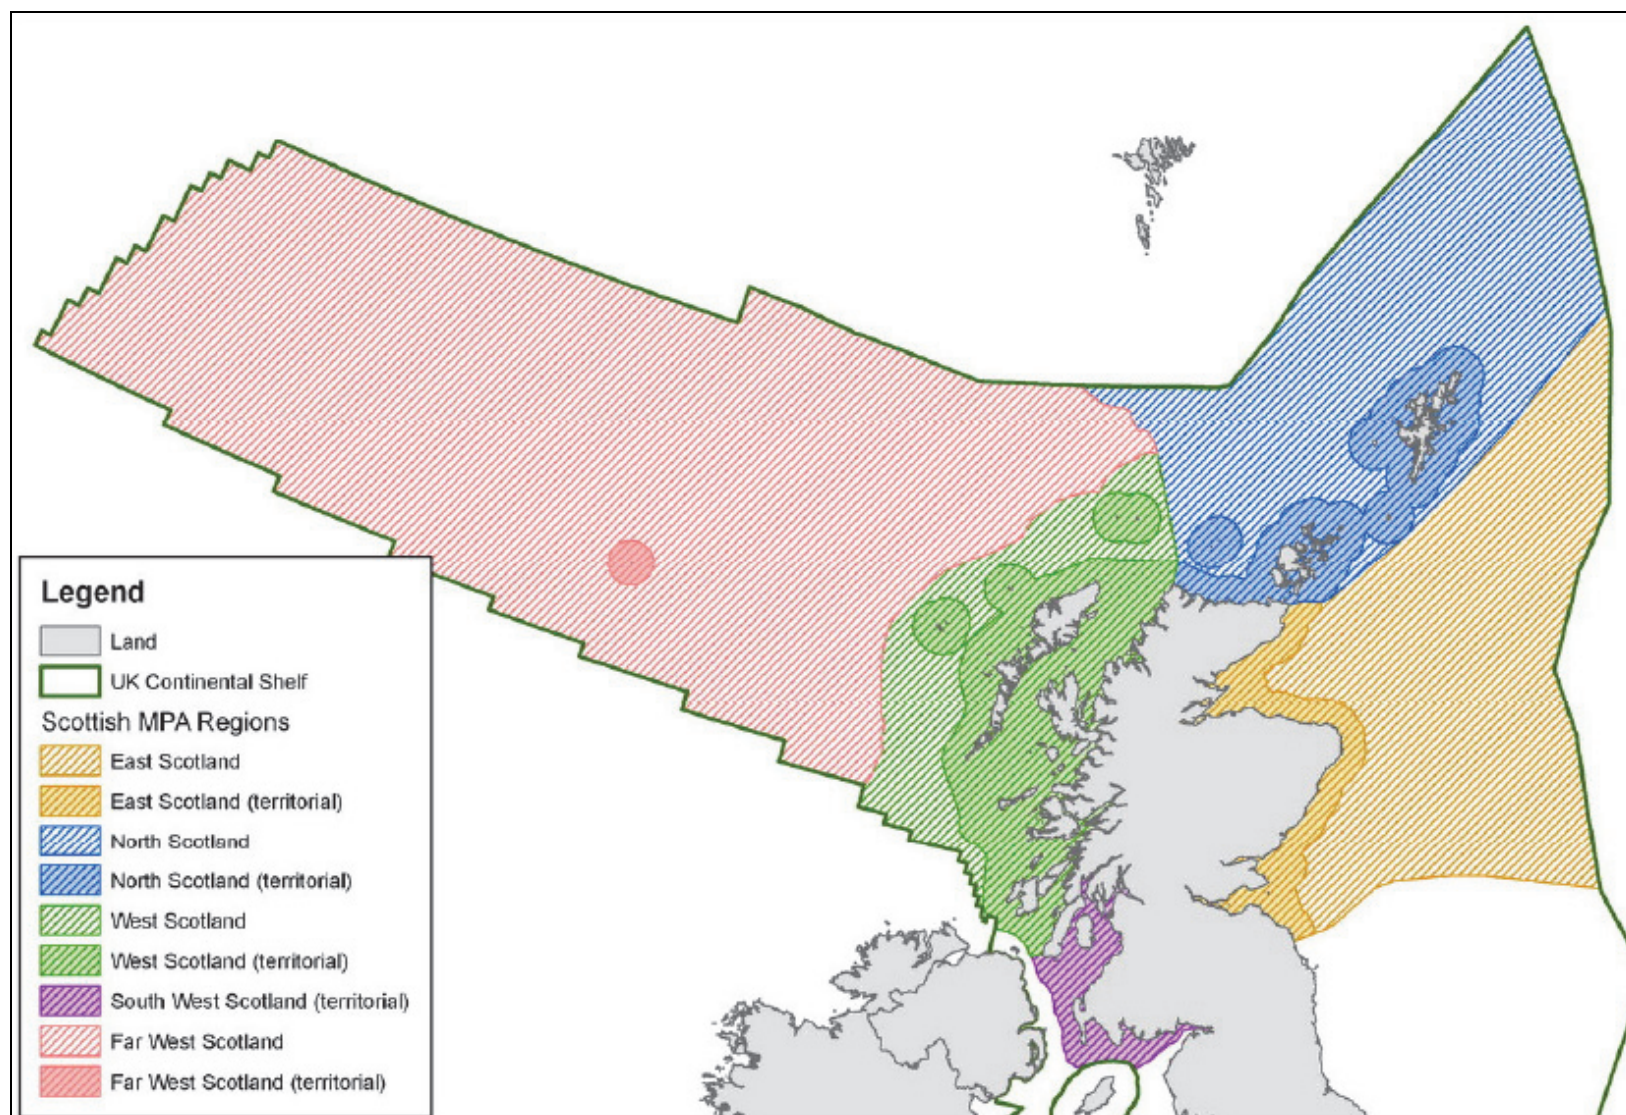 Legend
Land
UK Continental Shelf
Scottish MPA Regions
East Scotland
East Scotland (territorial)
North Scotland
North Scotland (territorial)
West Scotland
West Scotland (territorial)
South West Scotland (territorial)
Far West Scotland
Far West Scotland (territorial)